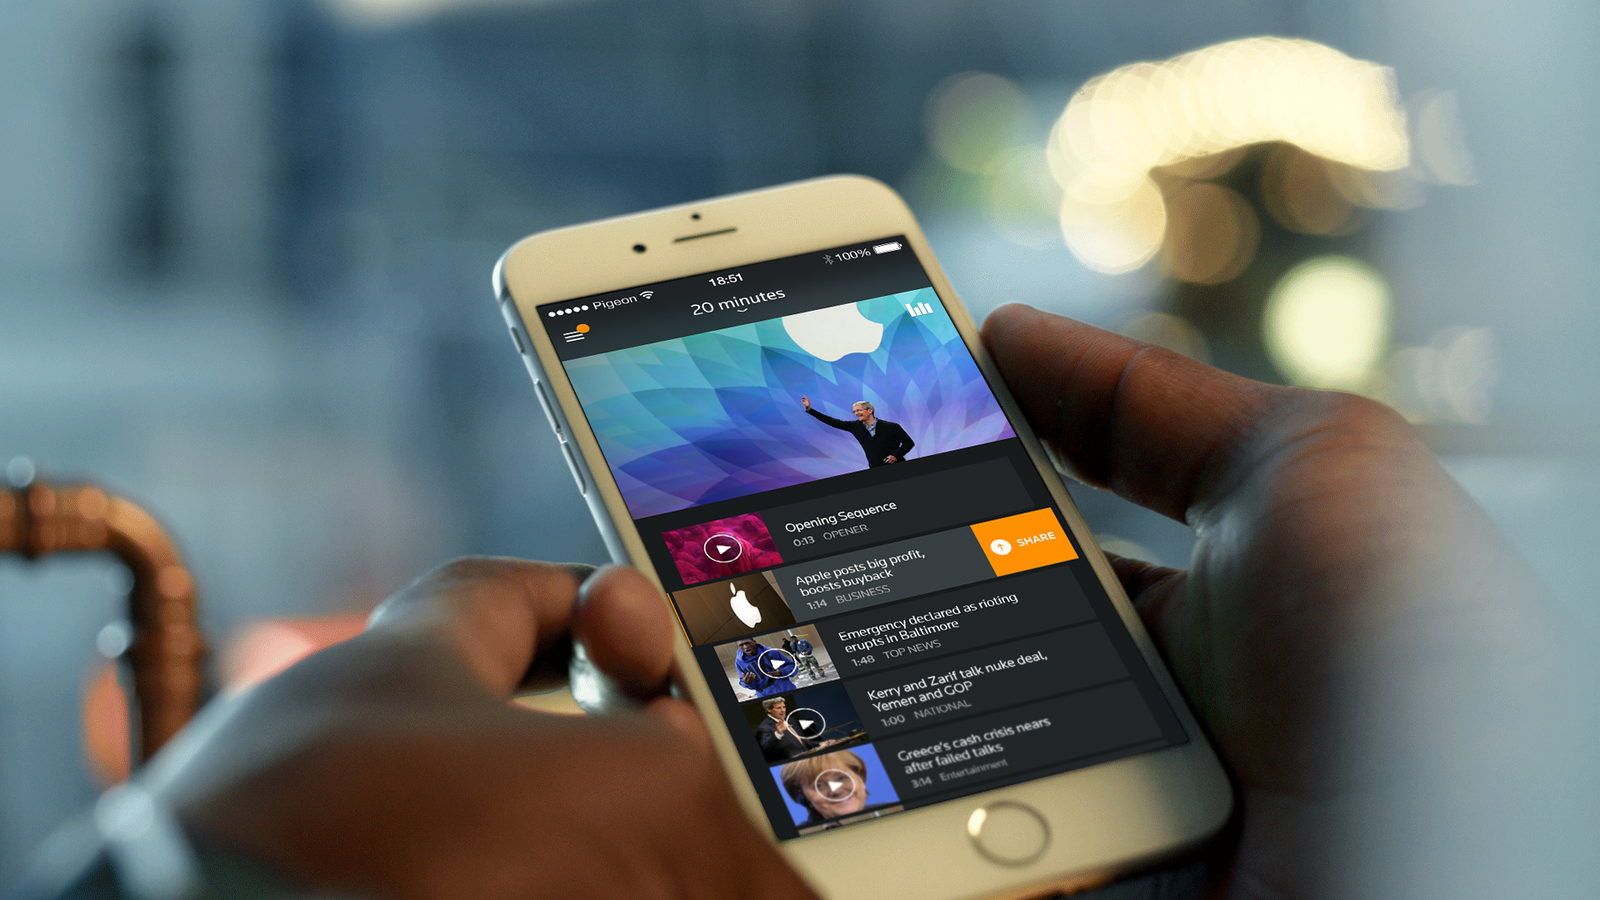 Pigeon
18:51
100%
20 minutes
Opening Sequence
0:13 OPENER
Apple posts big profit,
boosts buyback
1:14 BUSINESS
SHARE
Emergency declared as rioting
erupts in Baltimore
1:48 TOP NEWS
Kerry and Zarif talk nuke deal,
Yemen and GOP
1:00 NATIONAL
Greece's cash crisis nears
after failed talks
3:14 Entertainment